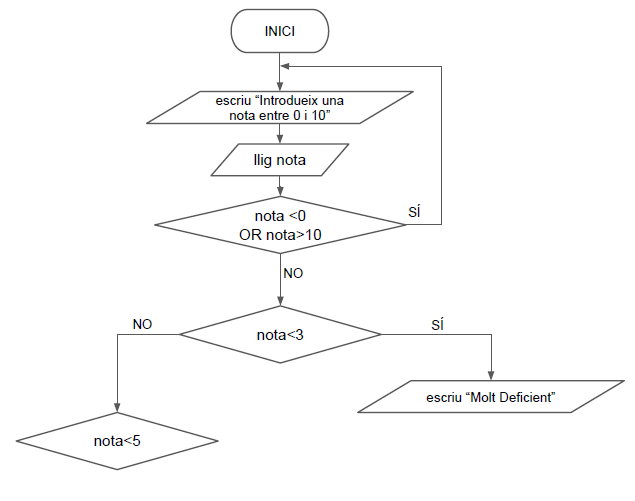 INICI
escriu “Introdueix una
nota entre 0 i 10”
llig nota
nota <0
OR nota>10
SÍ
NO
nota<3
NO
SÍ
escriu “Molt Deficient”
nota<5